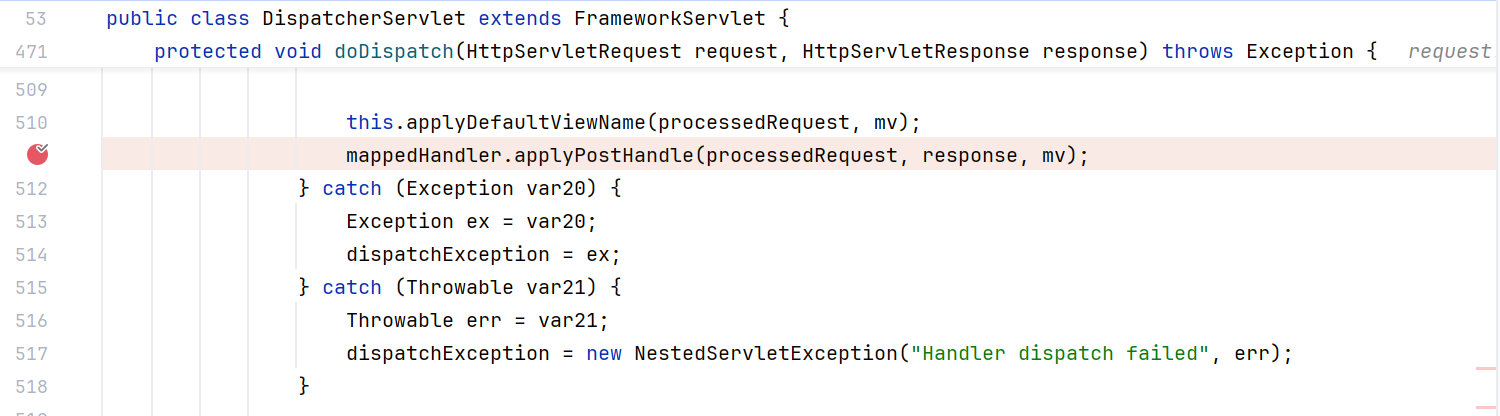 53 public class DispatcherServlet extends FrameworkServlet {
471 protected void doDispatch(HttpServletRequest request, HttpServletResponse response) throws Exception { request
509
510 this.applyDefaultViewName(processedRequest, mv);
mappedHandler.applyPostHandle(processedRequest, response, mv);
512 } catch (Exception var20) {
513 Exception ex = var20;
514 dispatchException = ex;
515 } catch (Throwable var21) {
516 Throwable err = var21;
517 dispatchException = new NestedServletException("Handler dispatch failed", err);
518 }